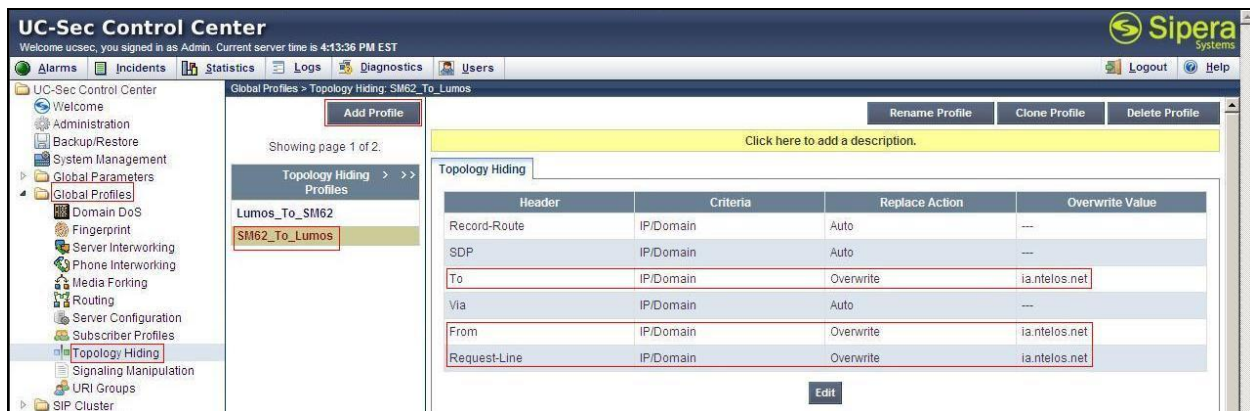 UC-Sec Control Center
Welcome ucsec, you signed in as Admin. Current server time is 4:13:36 PM EST
Sipera
Systems
Alarms Incidents Statistics Logs Diagnostics Users Logout Help
UC-Sec Control Center
Welcome
Administration
Backup/Restore
System Management
Global Parameters
Global Profiles
Domain DoS
Fingerprint
Server Interworking
Phone Interworking
Media Forking
Routing
Server Configuration
Subscriber Profiles
Topology Hiding
Signaling Manipulation
URI Groups
SIP Cluster
Global Profiles > Topology Hiding: SM62_To_Lumos
Add Profile
Showing page 1 of 2.
Topology Hiding > >>
Profiles
Lumos_To_SM62
SM62_To_Lumos
Rename Profile Clone Profile Delete Profile
Click here to add a description.
Topology Hiding
Header Criteria Replace Action Overwrite Value
Record-Route IP/Domain Auto ---
SDP IP/Domain Auto ---
To IP/Domain Overwrite ia.ntelos.net
Via IP/Domain Auto ---
From IP/Domain Overwrite ia.ntelos.net
Request-Line IP/Domain Overwrite ia.ntelos.net
Edit